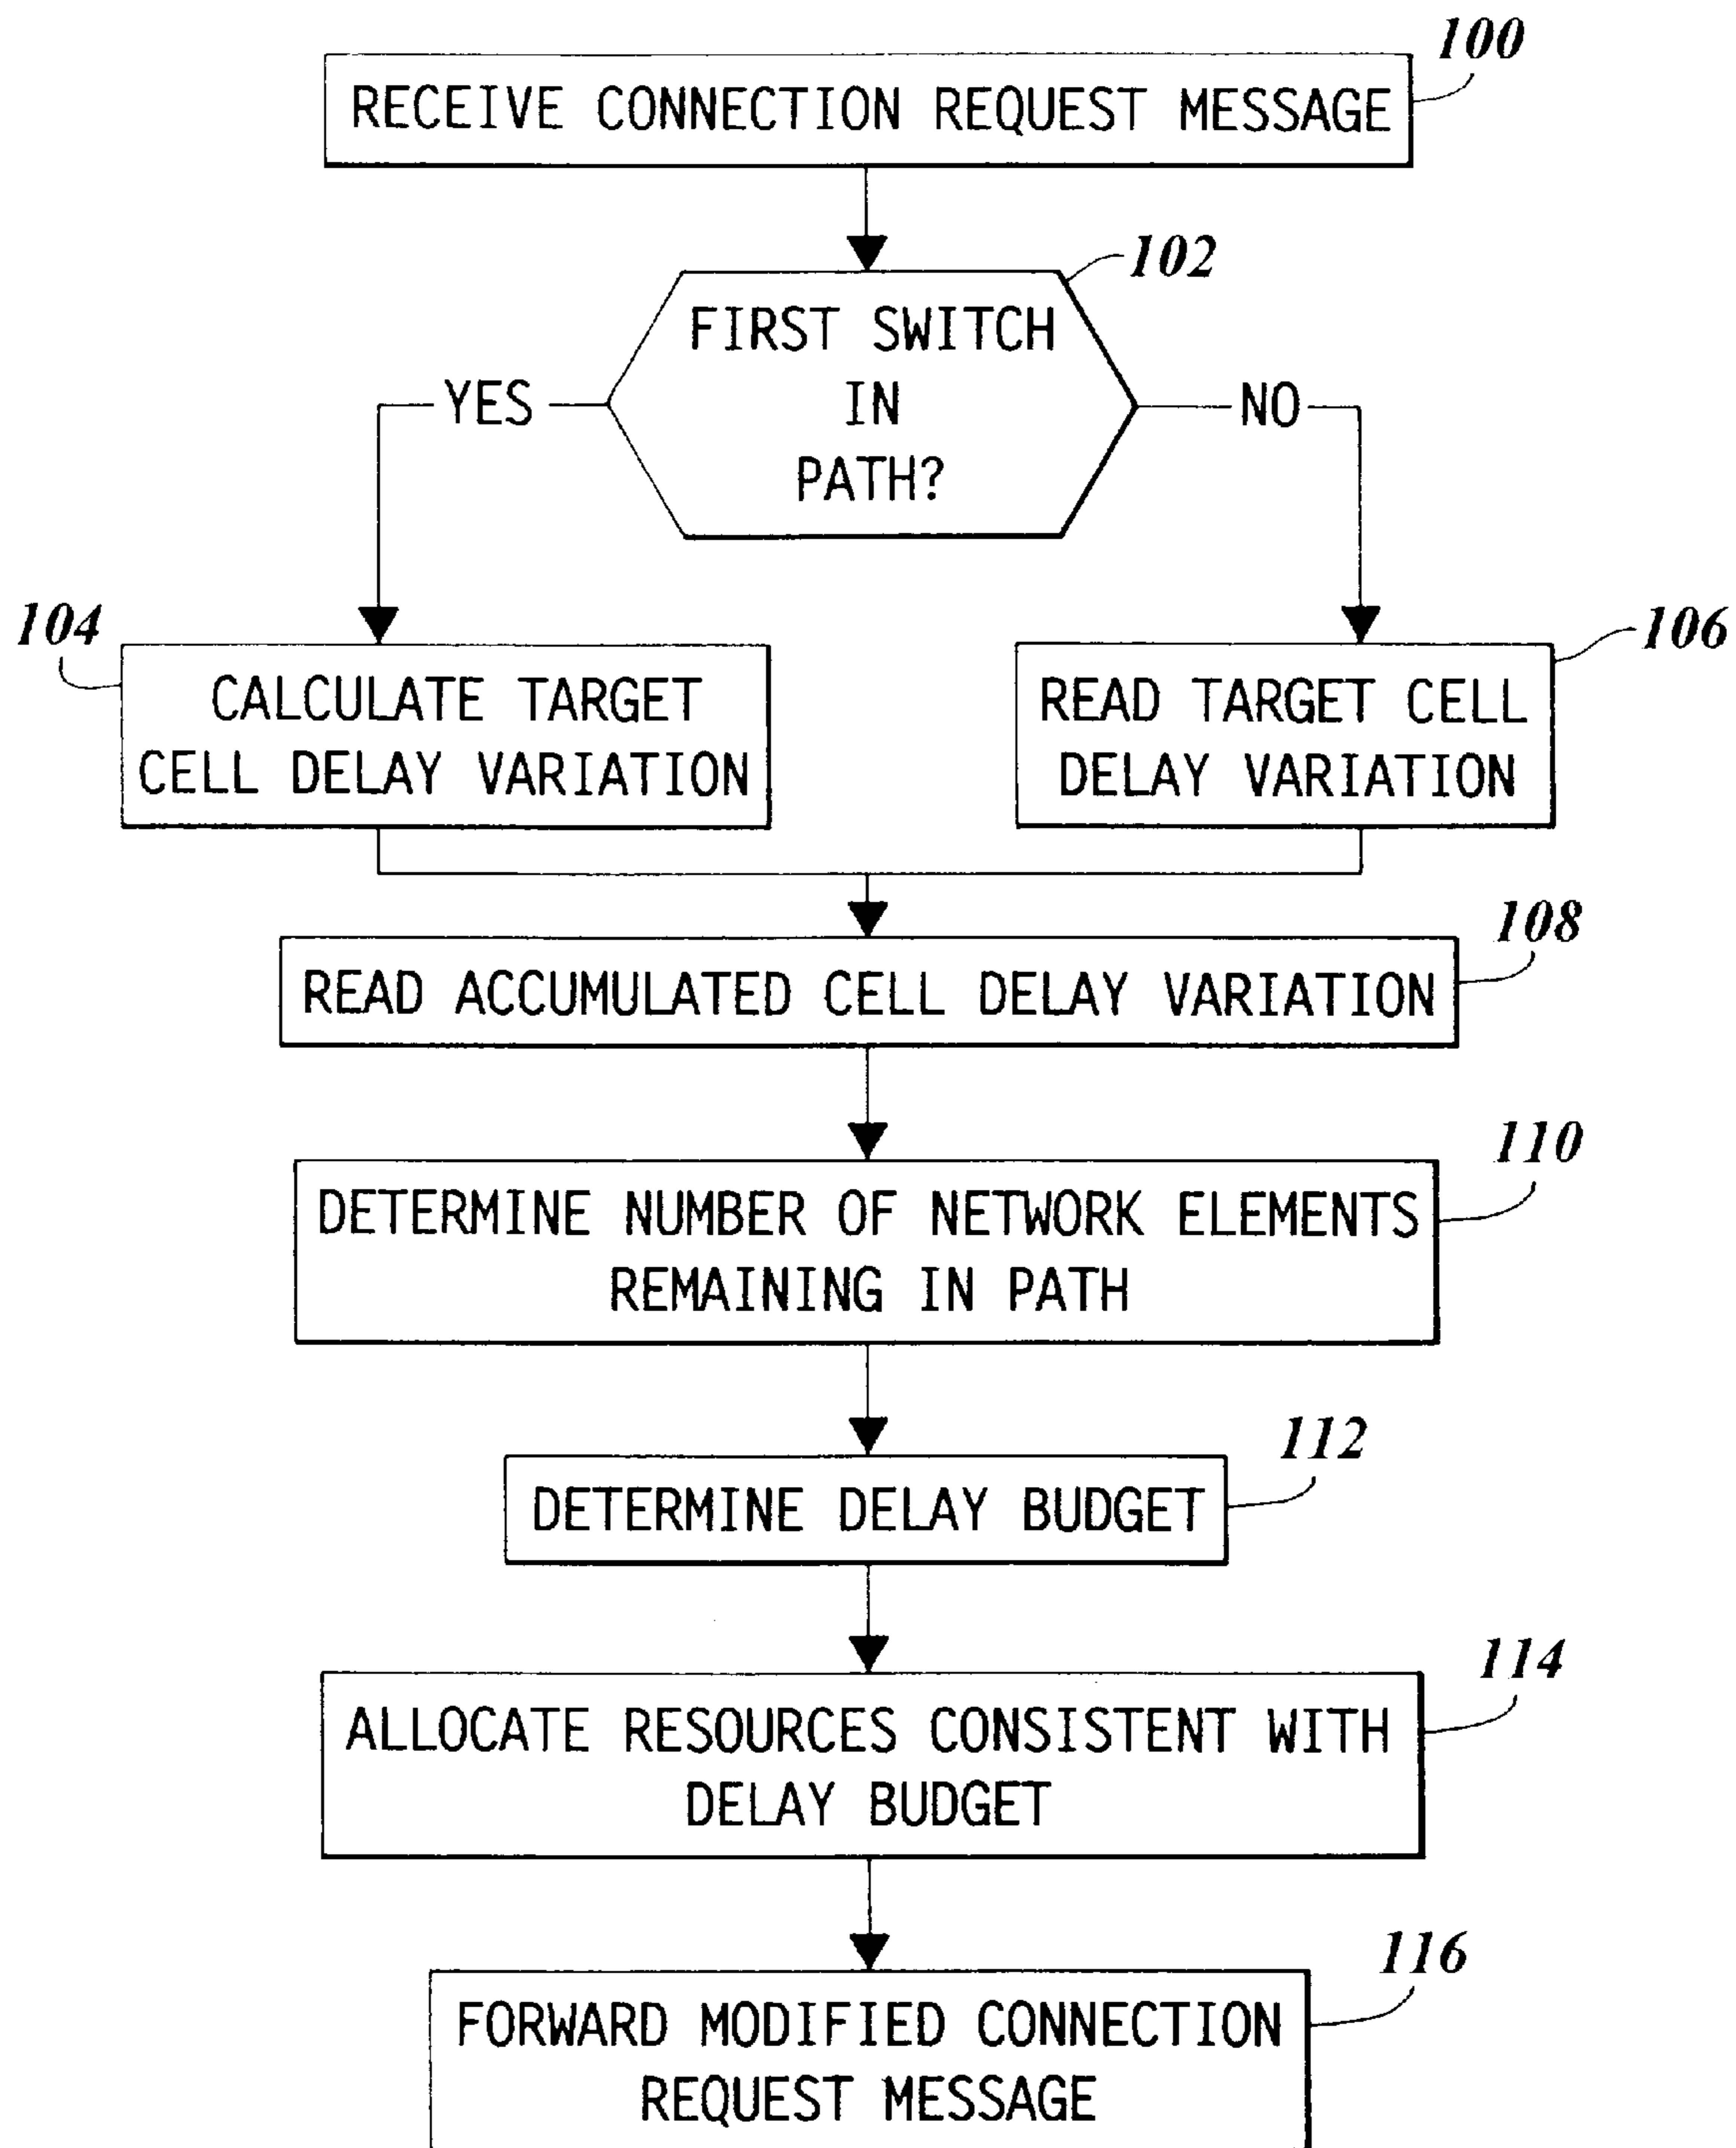 100
RECEIVE CONNECTION REQUEST MESSAGE
102
FIRST SWITCH
IN
PATH?
YES
NO
104
CALCULATE TARGET
CELL DELAY VARIATION
106
READ TARGET CELL
DELAY VARIATION
108
READ ACCUMULATED CELL DELAY VARIATION
110
DETERMINE NUMBER OF NETWORK ELEMENTS
REMAINING IN PATH
112
DETERMINE DELAY BUDGET
114
ALLOCATE RESOURCES CONSISTENT WITH
DELAY BUDGET
116
FORWARD MODIFIED CONNECTION
REQUEST MESSAGE